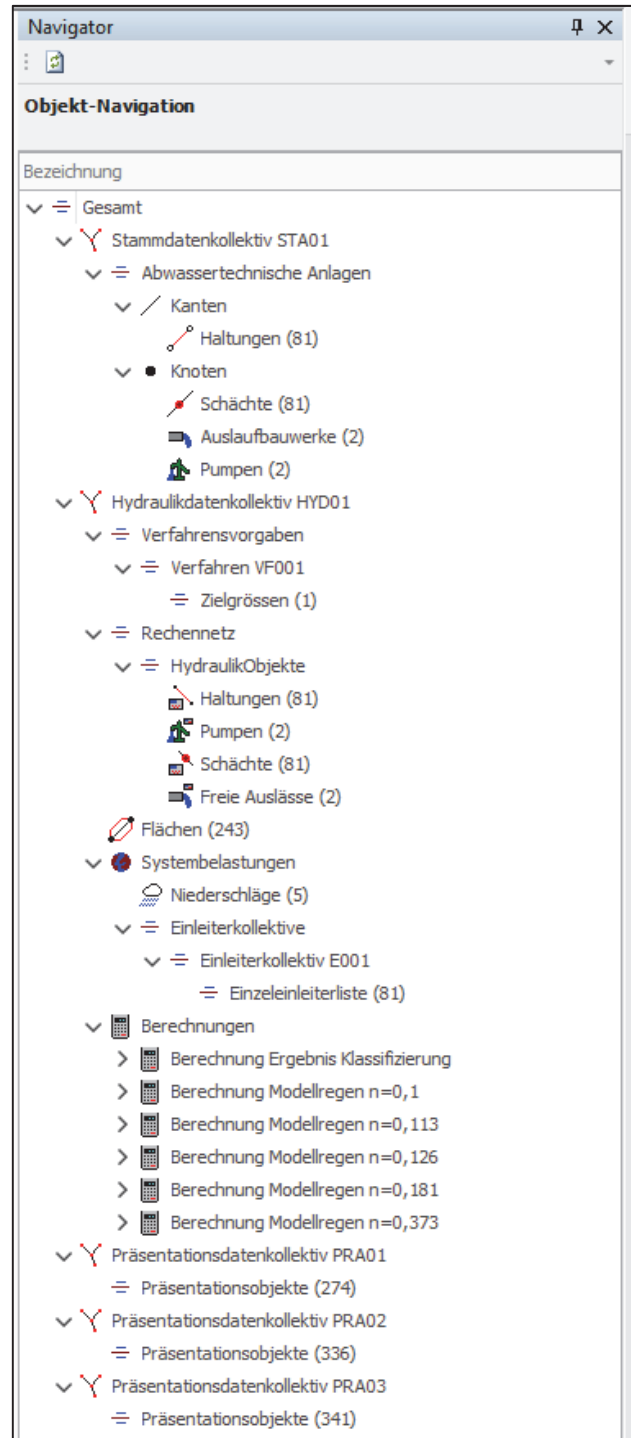 Navigator
Objekt-Navigation
Bezeichnung
Gesamt
Stammdatenkollektiv STA01
Abwassertechnische Anlagen
Kanten
Haltungen (81)
Knoten
Schächte (81)
Auslaufbauwerke (2)
Pumpen (2)
Hydraulikdatenkollektiv HYD01
Verfahrensvorgaben
Verfahren VF001
Zielgrössen (1)
Rechennetz
HydraulikObjekte
Haltungen (81)
Pumpen (2)
Schächte (81)
Freie Auslässe (2)
Flächen (243)
Systembelastungen
Niederschläge (5)
Einleiterkollektive
Einleiterkollektiv E001
Einzeleinleiterliste (81)
Berechnungen
Berechnung Ergebnis Klassifizierung
Berechnung Modellregen n=0,1
Berechnung Modellregen n=0,113
Berechnung Modellregen n=0,126
Berechnung Modellregen n=0,181
Berechnung Modellregen n=0,373
Präsentationsdatenkollektiv PRA01
Präsentationsobjekte (274)
Präsentationsdatenkollektiv PRA02
Präsentationsobjekte (336)
Präsentationsdatenkollektiv PRA03
Präsentationsobjekte (341)